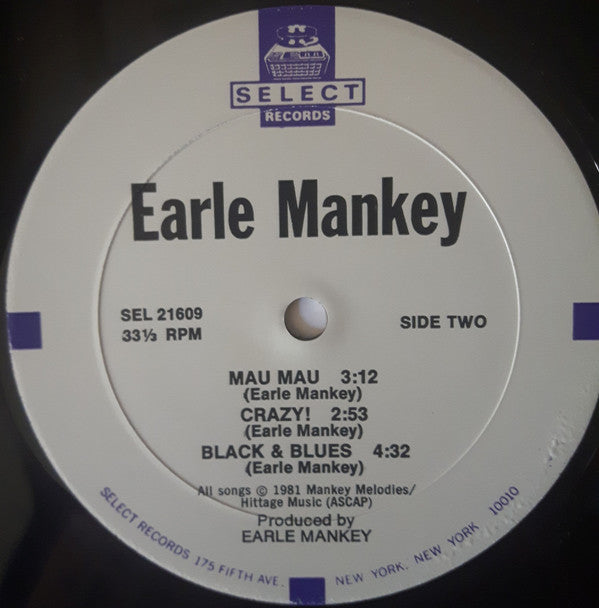 SELECT
RECORDS
Earle Mankey
SEL 21609
33⅓ RPM
SIDE TWO
MAU MAU 3:12
(Earle Mankey)
CRAZY! 2:53
(Earle Mankey)
BLACK & BLUES 4:32
(Earle Mankey)
All songs © 1981 Mankey Melodies/
Hittage Music (ASCAP)
Produced by
EARLE MANKEY
SELECT RECORDS 175 FIFTH AVE. NEW YORK, NEW YORK 10010